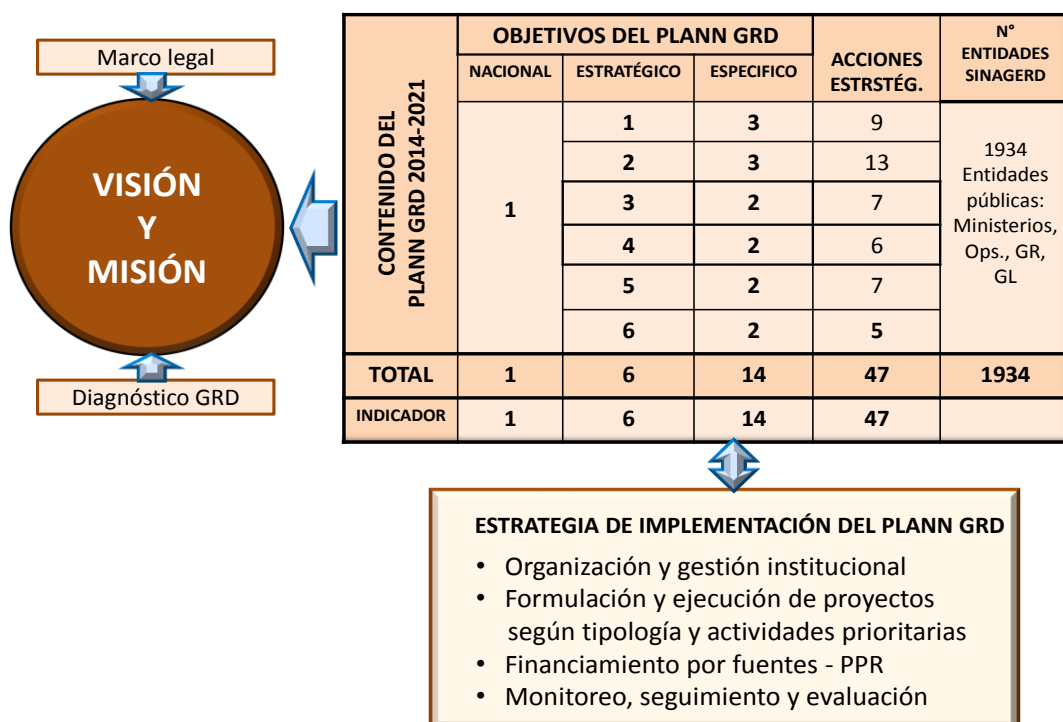 Marco legal
VISIÓN
Y
MISIÓN
Diagnóstico GRD
CONTENIDO DEL
PLANN GRD 2014-2021
OBJETIVOS DEL PLANN GRD
ACCIONES
ESTRSTÉG.
N°
ENTIDADES
SINAGERD
NACIONAL ESTRATÉGICO ESPECIFICO
1
1 3 9
2 3 13
3 2 7
4 2 6
5 2 7
6 2 5
1934
Entidades
públicas:
Ministerios,
Ops., GR,
GL
TOTAL 1 6 14 47 1934
INDICADOR 1 6 14 47
ESTRATEGIA DE IMPLEMENTACIÓN DEL PLANN GRD
• Organización y gestión institucional
• Formulación y ejecución de proyectos
según tipología y actividades prioritarias
• Financiamiento por fuentes - PPR
• Monitoreo, seguimiento y evaluación